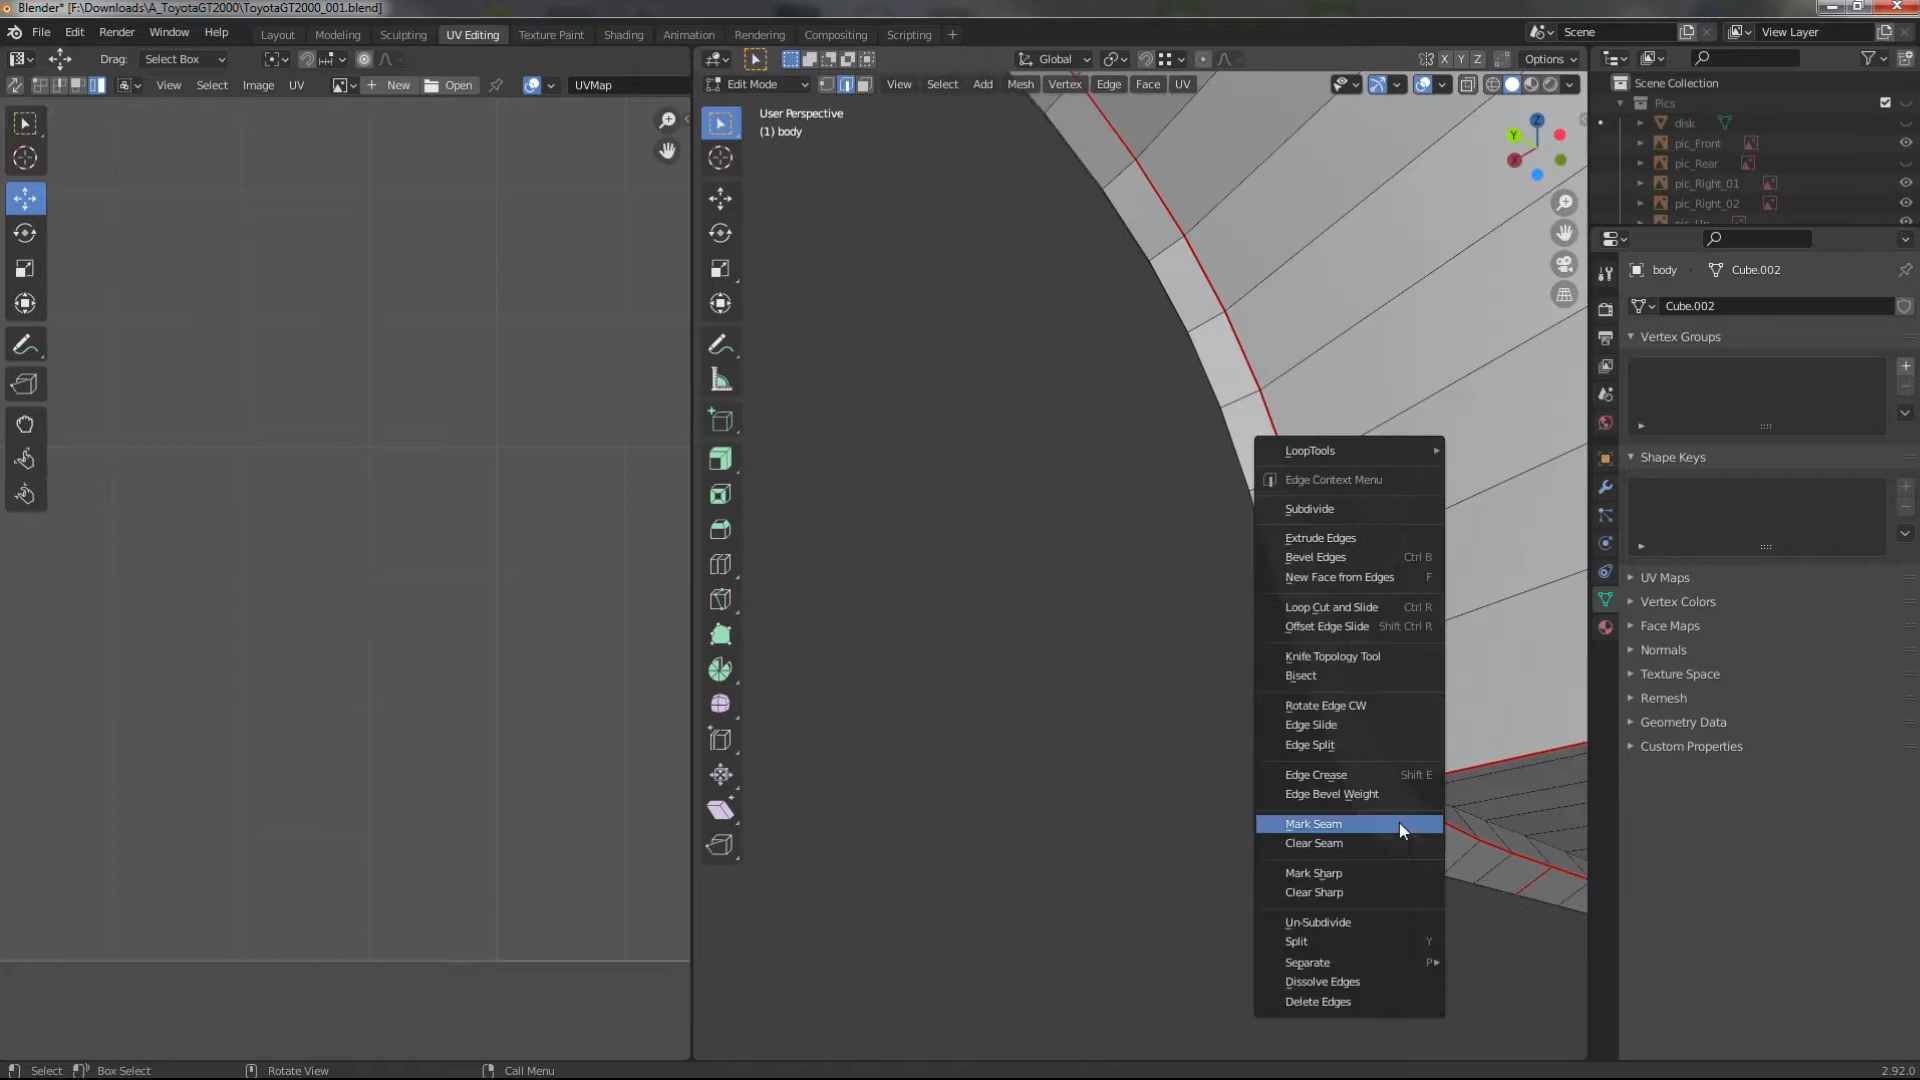 Blender* [F:\Downloads\A_ToyotaGT2000\ToyotaGT2000_001.blend]
File Edit Render Window Help
Layout Modeling Sculpting UV Editing Texture Paint Shading Animation Rendering Compositing Scripting
Scene
View Layer
Drag: Select Box
Global
X Y Z
Options
View Select Image UV
New Open
UVMap
Edit Mode
View Select Add Mesh Vertex Edge Face UV
User Perspective
(1) body
Z
Y
X
Scene Collection
Pics
disk
pic_Front
pic_Rear
pic_Right_01
pic_Right_02
body
Cube.002
Cube.002
Vertex Groups
Shape Keys
UV Maps
Vertex Colors
Face Maps
Normals
Texture Space
Remesh
Geometry Data
Custom Properties
LoopTools
Edge Context Menu
Subdivide
Extrude Edges
Bevel Edges Ctrl B
New Face from Edges F
Loop Cut and Slide Ctrl R
Offset Edge Slide Shift Ctrl R
Knife Topology Tool
Bisect
Rotate Edge CW
Edge Slide
Edge Split
Edge Crease Shift E
Edge Bevel Weight
Mark Seam
Clear Seam
Mark Sharp
Clear Sharp
Un-Subdivide
Split Y
Separate P
Dissolve Edges
Delete Edges
Select Box Select Rotate View Call Menu
2.92.0